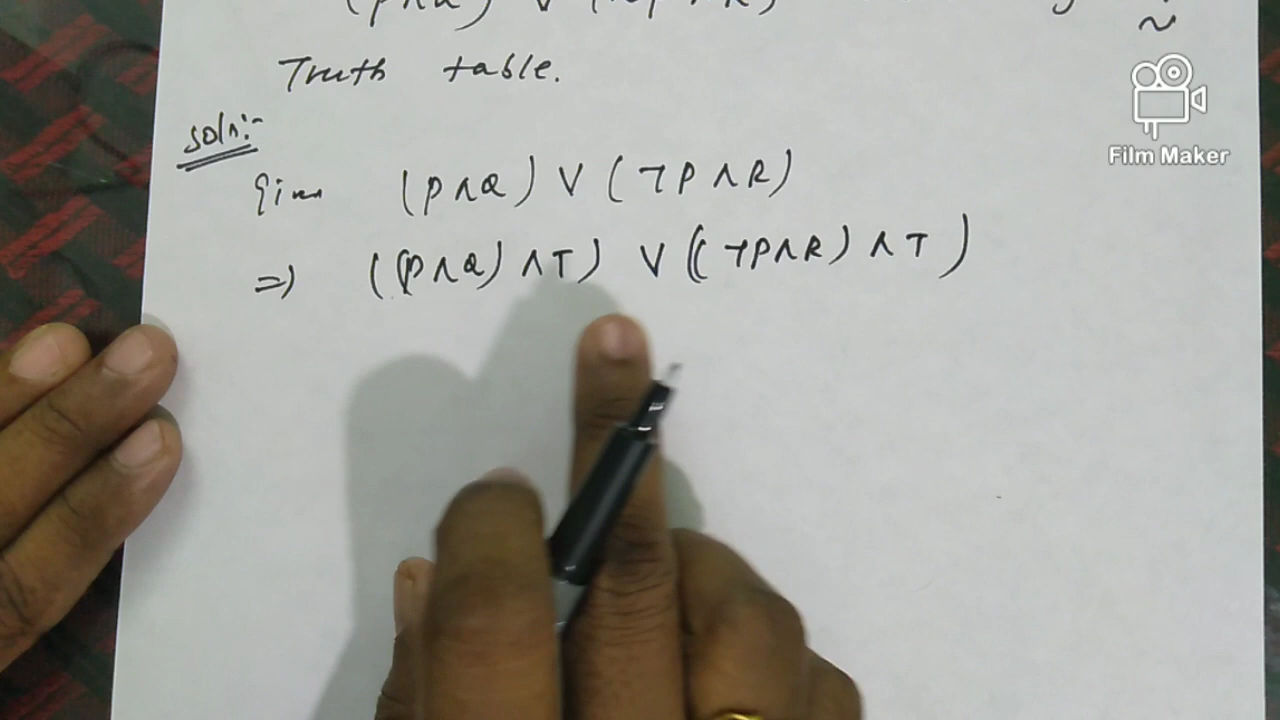 (P∧Q) ∨ (¬P∧R)
Truth table.
Soln:-
Given (P∧Q) ∨ (¬P∧R)
=) ((P∧Q) ∧T) ∨ ((¬P∧R) ∧T)
Film Maker